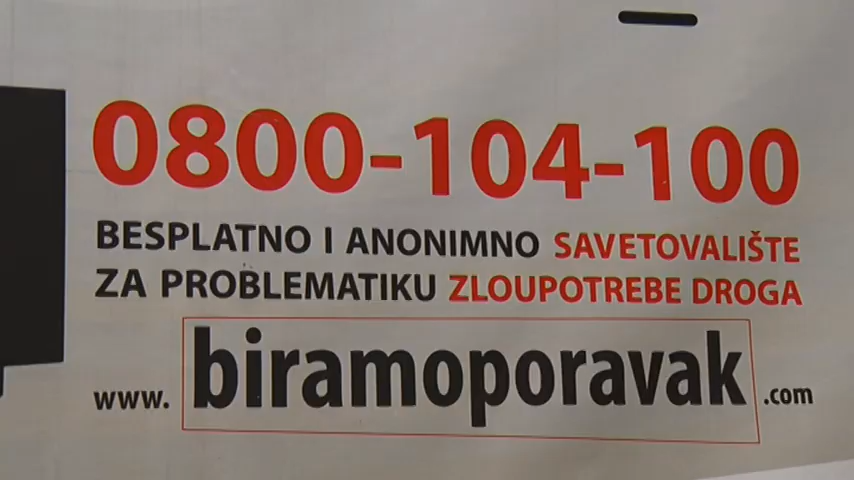 0800-104-100
BESPLATNO I ANONIMNO SAVETOVALIŠTE
ZA PROBLEMATIKU ZLOUPOTREBE DROGA
www.biramoporavak.com